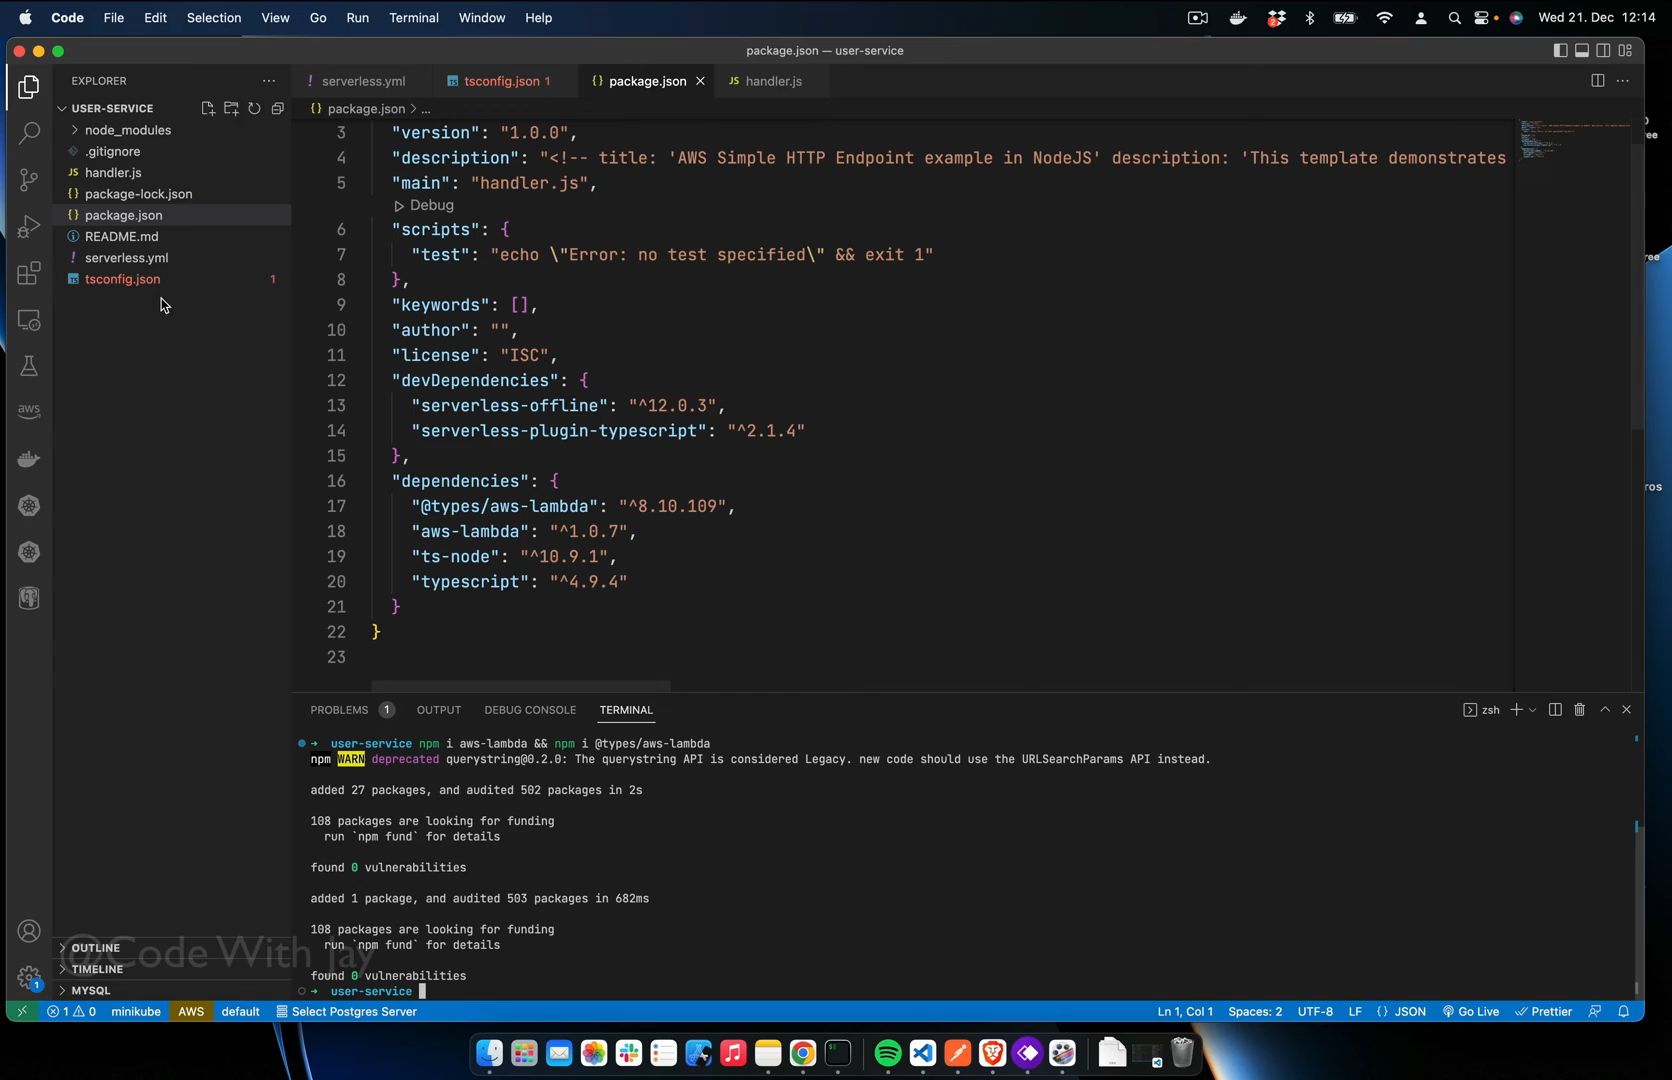 Code File Edit Selection View Go Run Terminal Window Help
2
Wed 21. Dec 12:14
package.json — user-service
EXPLORER
USER-SERVICE
node_modules
.gitignore
handler.js
package-lock.json
package.json
README.md
serverless.yml
tsconfig.json 1
aws
OUTLINE
TIMELINE
MYSQL
@Code With Jay
1
serverless.yml
tsconfig.json 1
package.json
handler.js
package.json > ...
3 "version": "1.0.0",
4 "description": "<!-- title: 'AWS Simple HTTP Endpoint example in NodeJS' description: 'This template demonstrates
5 "main": "handler.js",
Debug
6 "scripts": {
7 "test": "echo \"Error: no test specified\" && exit 1"
8 },
9 "keywords": [],
10 "author": "",
11 "license": "ISC",
12 "devDependencies": {
13 "serverless-offline": "^12.0.3",
14 "serverless-plugin-typescript": "^2.1.4"
15 },
16 "dependencies": {
17 "@types/aws-lambda": "^8.10.109",
18 "aws-lambda": "^1.0.7",
19 "ts-node": "^10.9.1",
20 "typescript": "^4.9.4"
21 }
22 }
23
PROBLEMS 1 OUTPUT DEBUG CONSOLE TERMINAL
zsh
user-service npm i aws-lambda && npm i @types/aws-lambda
npm WARN deprecated querystring@0.2.0: The querystring API is considered Legacy. new code should use the URLSearchParams API instead.
added 27 packages, and audited 502 packages in 2s
108 packages are looking for funding
run `npm fund` for details
found 0 vulnerabilities
added 1 package, and audited 503 packages in 682ms
108 packages are looking for funding
run `npm fund` for details
found 0 vulnerabilities
user-service
1 0 minikube AWS default Select Postgres Server
Ln 1, Col 1 Spaces: 2 UTF-8 LF {} JSON Go Live Prettier